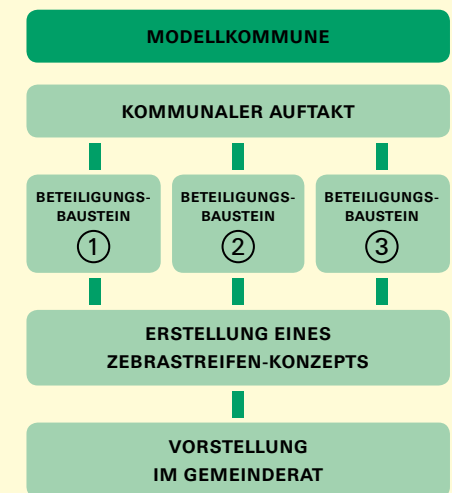 MODELLKOMMUNE
KOMMUNALER AUFTAKT
BETEILIGUNGS-
BAUSTEIN
1
BETEILIGUNGS-
BAUSTEIN
2
BETEILIGUNGS-
BAUSTEIN
3
ERSTELLUNG EINES
ZEBRASTREIFEN-KONZEPTS
VORSTELLUNG
IM GEMEINDERAT